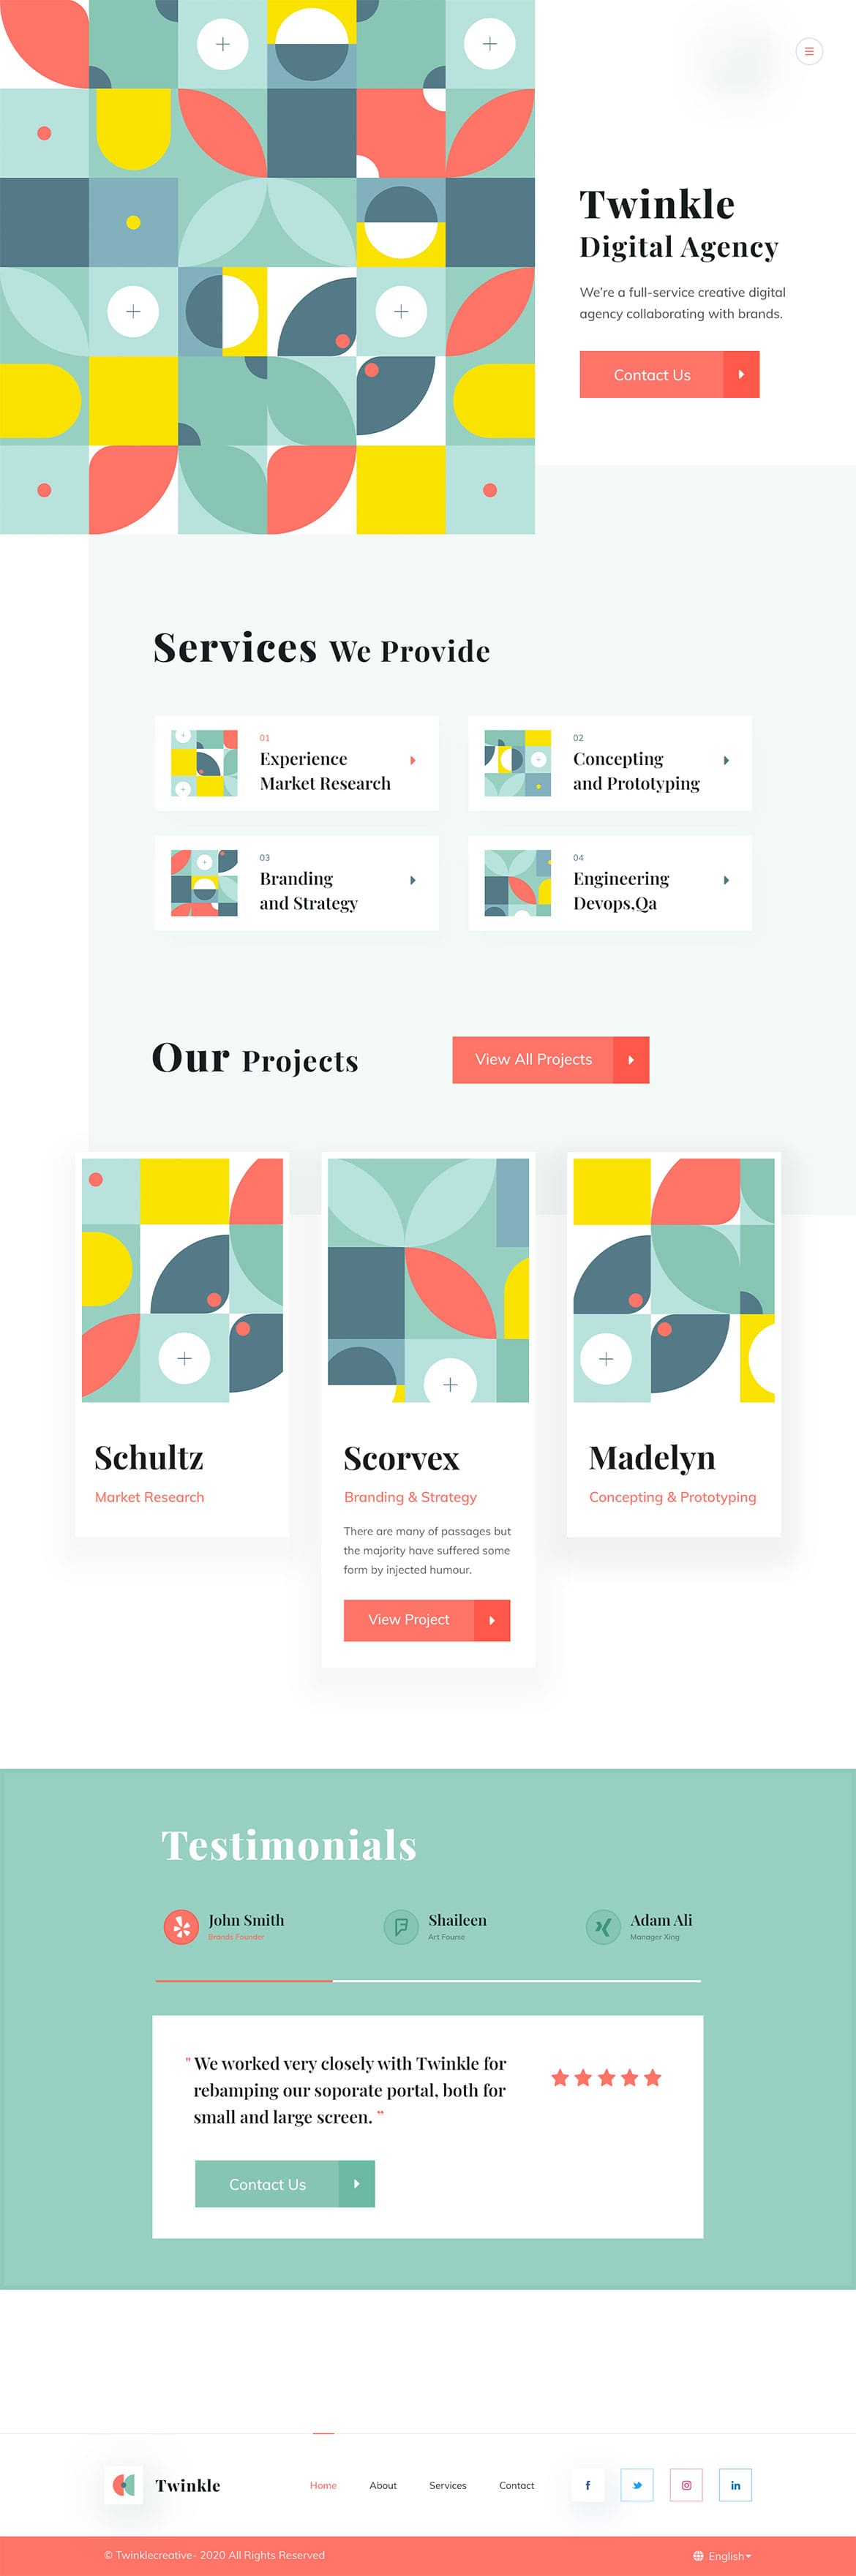 Twinkle
Digital Agency
We're a full-service creative digital
agency collaborating with brands.
Contact Us
Services We Provide
01
Experience
Market Research
02
Concepting
and Prototyping
03
Branding
and Strategy
04
Engineering
Devops,Qa
Our Projects
View All Projects
Schultz
Market Research
Scorvex
Branding & Strategy
There are many of passages but
the majority have suffered some
form by injected humour.
View Project
Madelyn
Concepting & Prototyping
Testimonials
John Smith
Brands Founder
Shaileen
Art Fourse
Adam Ali
Manager Xing
" We worked very closely with Twinkle for
rebamping our soporate portal, both for
small and large screen. "
Contact Us
Twinkle
Home
About
Services
Contact
© Twinklecreative- 2020 All Rights Reserved
English